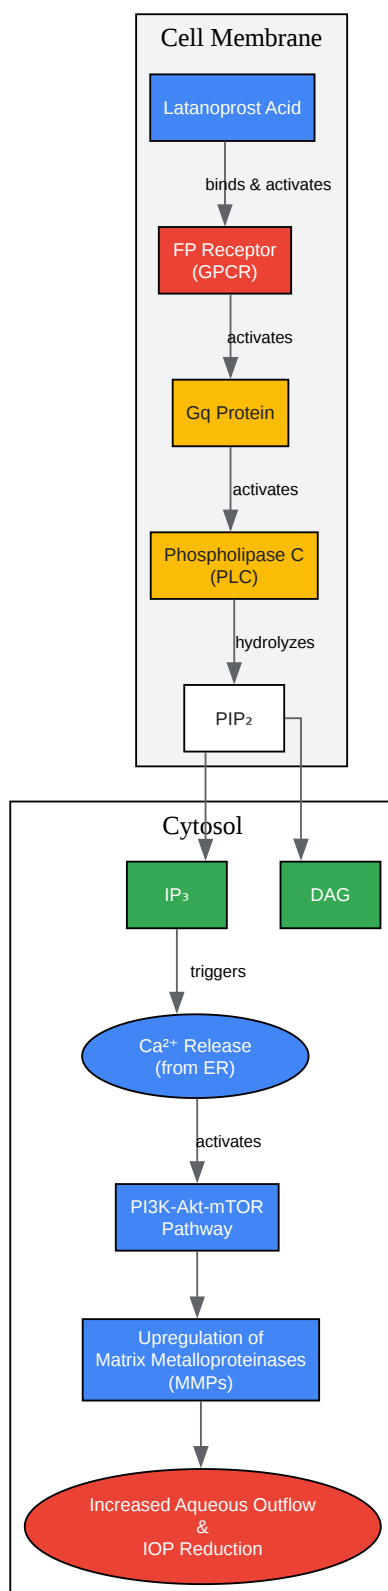 Cell Membrane
Latanoprost Acid
binds & activates
FP Receptor
(GPCR)
activates
Gq Protein
activates
Phospholipase C
(PLC)
hydrolyzes
PIP₂
Cytosol
IP₃
DAG
triggers
Ca²⁺ Release
(from ER)
activates
PI3K-Akt-mTOR
Pathway
Upregulation of
Matrix Metalloproteinases
(MMPs)
Increased Aqueous Outflow
&
IOP Reduction